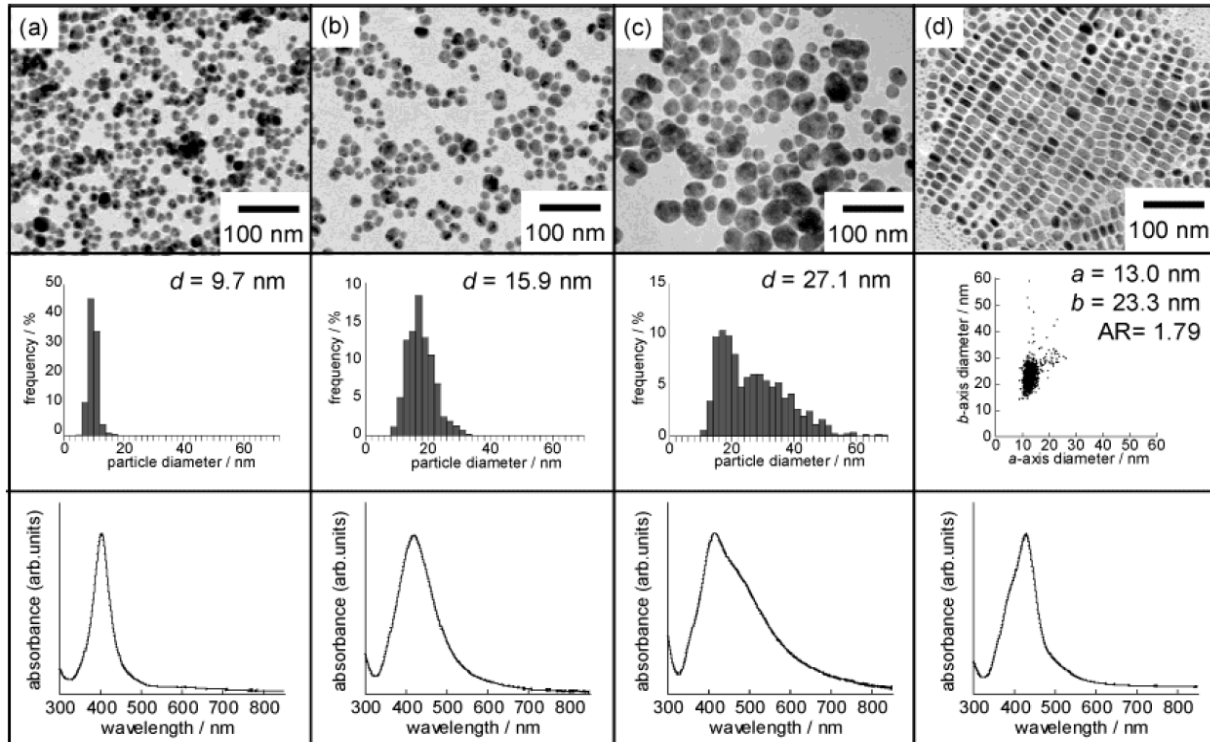 (a)
100 nm
(b)
100 nm
(c)
100 nm
(d)
100 nm
d = 9.7 nm
50
40
30
20
10
0
frequency / %
0 20 40 60
particle diameter / nm
d = 15.9 nm
10
5
0
frequency / %
0 20 40 60
particle diameter / nm
d = 27.1 nm
15
10
5
0
frequency / %
0 20 40 60
particle diameter / nm
a = 13.0 nm
b = 23.3 nm
AR= 1.79
60
50
40
30
20
10
0
b-axis diameter / nm
0 10 20 30 40 50 60
a-axis diameter / nm
absorbance (arb.units)
300 400 500 600 700 800
wavelength / nm
absorbance (arb.units)
300 400 500 600 700 800
wavelength / nm
absorbance (arb.units)
300 400 500 600 700 800
wavelength / nm
absorbance (arb.units)
300 400 500 600 700 800
wavelength / nm